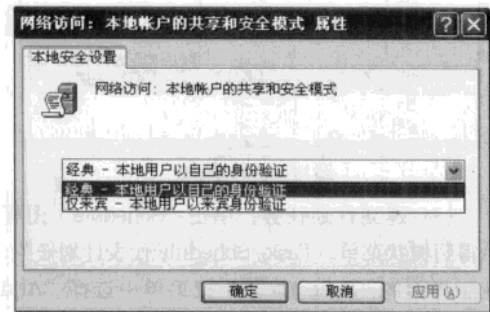 网络访问: 本地帐户的共享和安全模式 属性
本地安全设置
网络访问: 本地帐户的共享和安全模式
经典 - 本地用户以自己的身份验证
经典 - 本地用户以自己的身份验证
仅来宾 - 本地用户以来宾身份验证
确定 取消 应用(A)